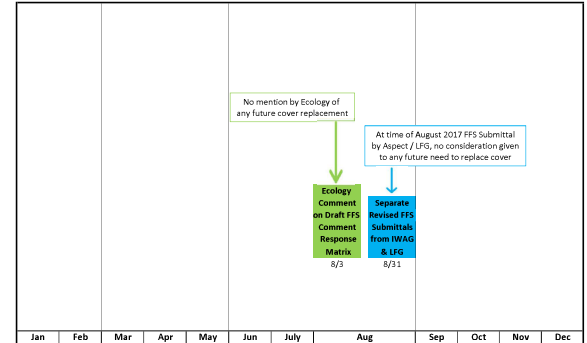 No mention by Ecology of
any future cover replacement
At time of August 2017 FFS Submittal
by Aspect / LFG, no consideration given
to any future need to replace cover
Ecology
Comment
on Draft FFS
Comment
Response
Matrix
8/3
Separate
Revised FFS
Submittals
from IWAG
& LFG
8/31
Jan Feb Mar Apr May Jun July Aug Sep Oct Nov Dec